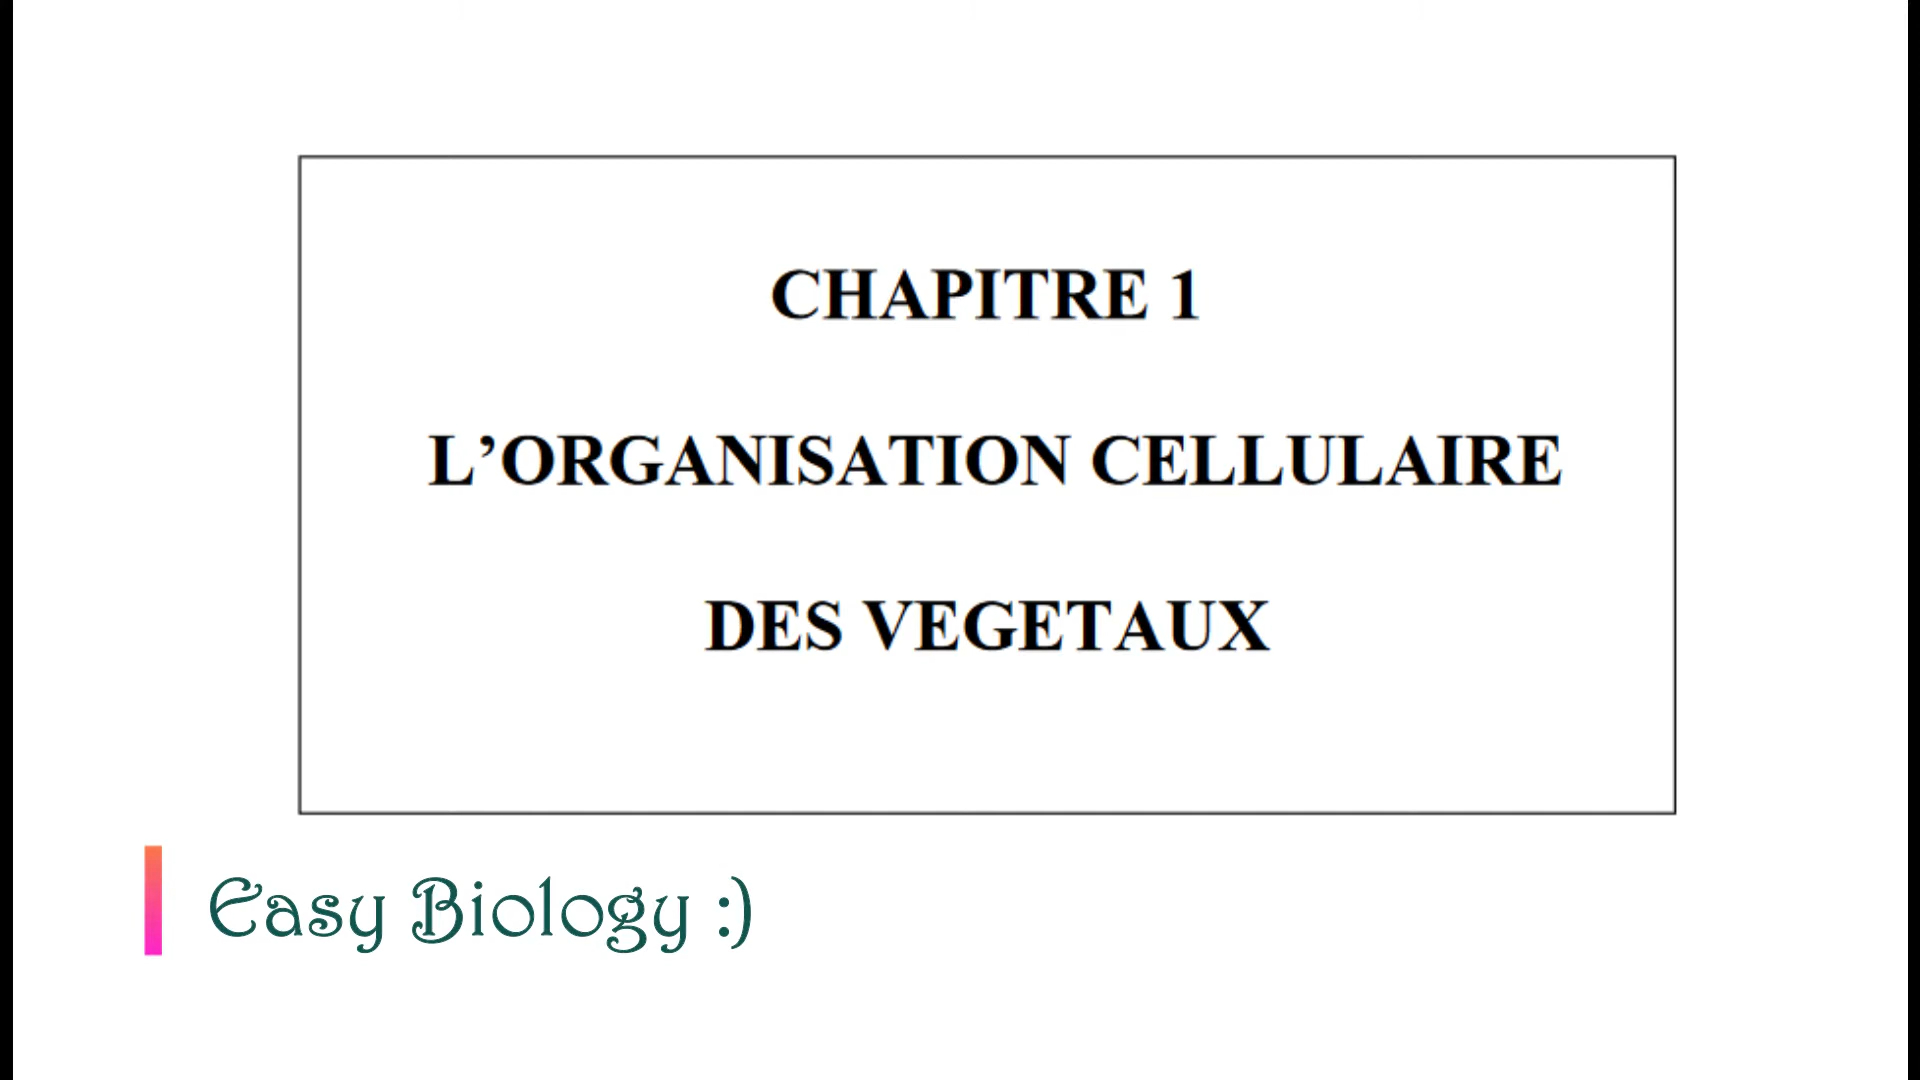 CHAPITRE 1
L’ORGANISATION CELLULAIRE
DES VEGETAUX
Easy Biology :)